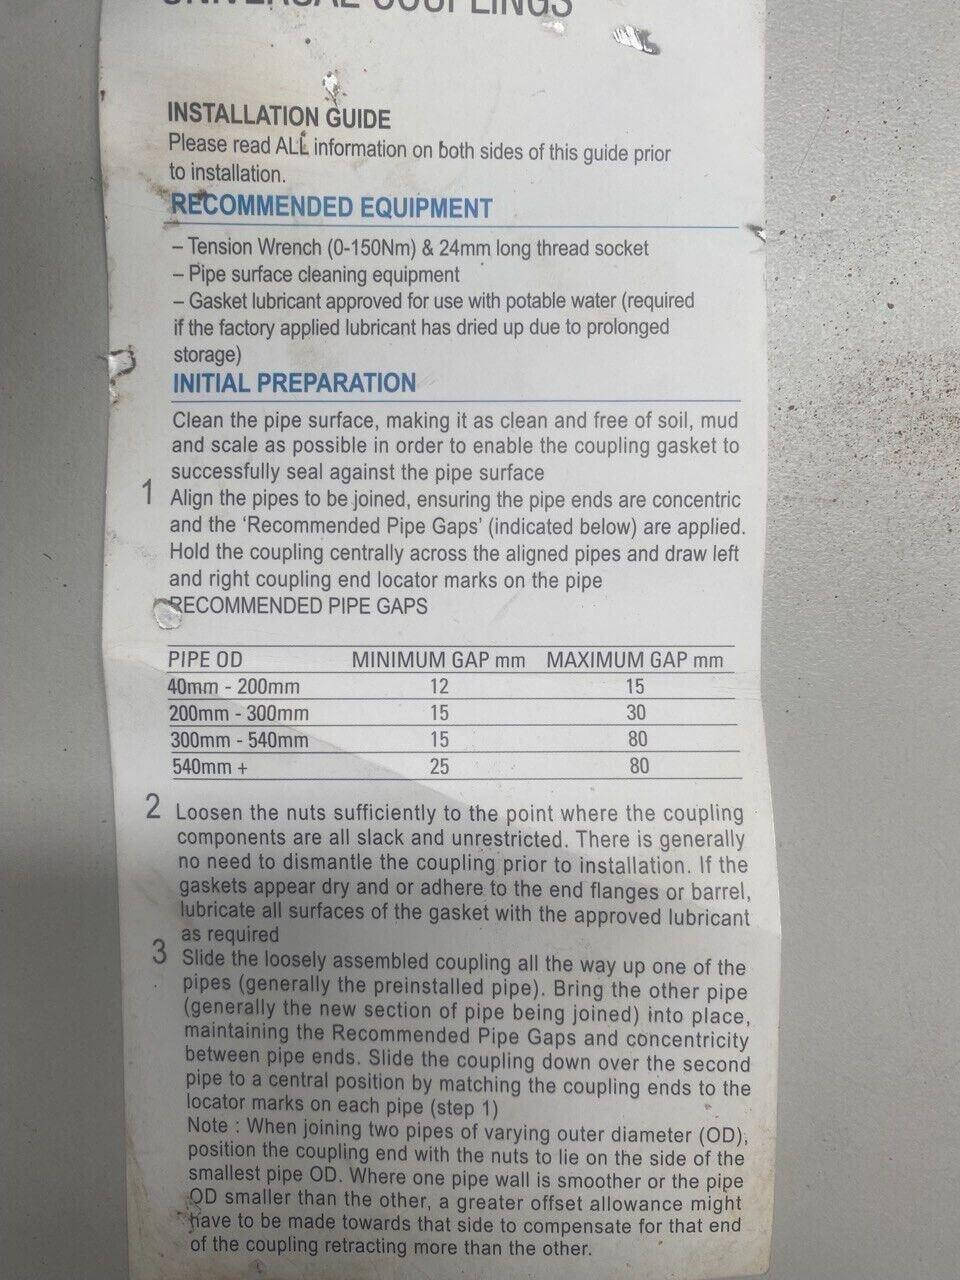 UNIVERSAL COUPLINGS
INSTALLATION GUIDE
Please read ALL information on both sides of this guide prior
to installation.
RECOMMENDED EQUIPMENT
– Tension Wrench (0-150Nm) & 24mm long thread socket
– Pipe surface cleaning equipment
– Gasket lubricant approved for use with potable water (required
if the factory applied lubricant has dried up due to prolonged
storage)
INITIAL PREPARATION
Clean the pipe surface, making it as clean and free of soil, mud
and scale as possible in order to enable the coupling gasket to
successfully seal against the pipe surface
1 Align the pipes to be joined, ensuring the pipe ends are concentric
and the ‘Recommended Pipe Gaps’ (indicated below) are applied.
Hold the coupling centrally across the aligned pipes and draw left
and right coupling end locator marks on the pipe
RECOMMENDED PIPE GAPS
PIPE OD MINIMUM GAP mm MAXIMUM GAP mm
40mm - 200mm 12 15
200mm - 300mm 15 30
300mm - 540mm 15 80
540mm + 25 80
2 Loosen the nuts sufficiently to the point where the coupling
components are all slack and unrestricted. There is generally
no need to dismantle the coupling prior to installation. If the
gaskets appear dry and or adhere to the end flanges or barrel,
lubricate all surfaces of the gasket with the approved lubricant
as required
3 Slide the loosely assembled coupling all the way up one of the
pipes (generally the preinstalled pipe). Bring the other pipe
(generally the new section of pipe being joined) into place,
maintaining the Recommended Pipe Gaps and concentricity
between pipe ends. Slide the coupling down over the second
pipe to a central position by matching the coupling ends to the
locator marks on each pipe (step 1)
Note : When joining two pipes of varying outer diameter (OD),
position the coupling end with the nuts to lie on the side of the
smallest pipe OD. Where one pipe wall is smoother or the pipe
OD smaller than the other, a greater offset allowance might
have to be made towards that side to compensate for that end
of the coupling retracting more than the other.